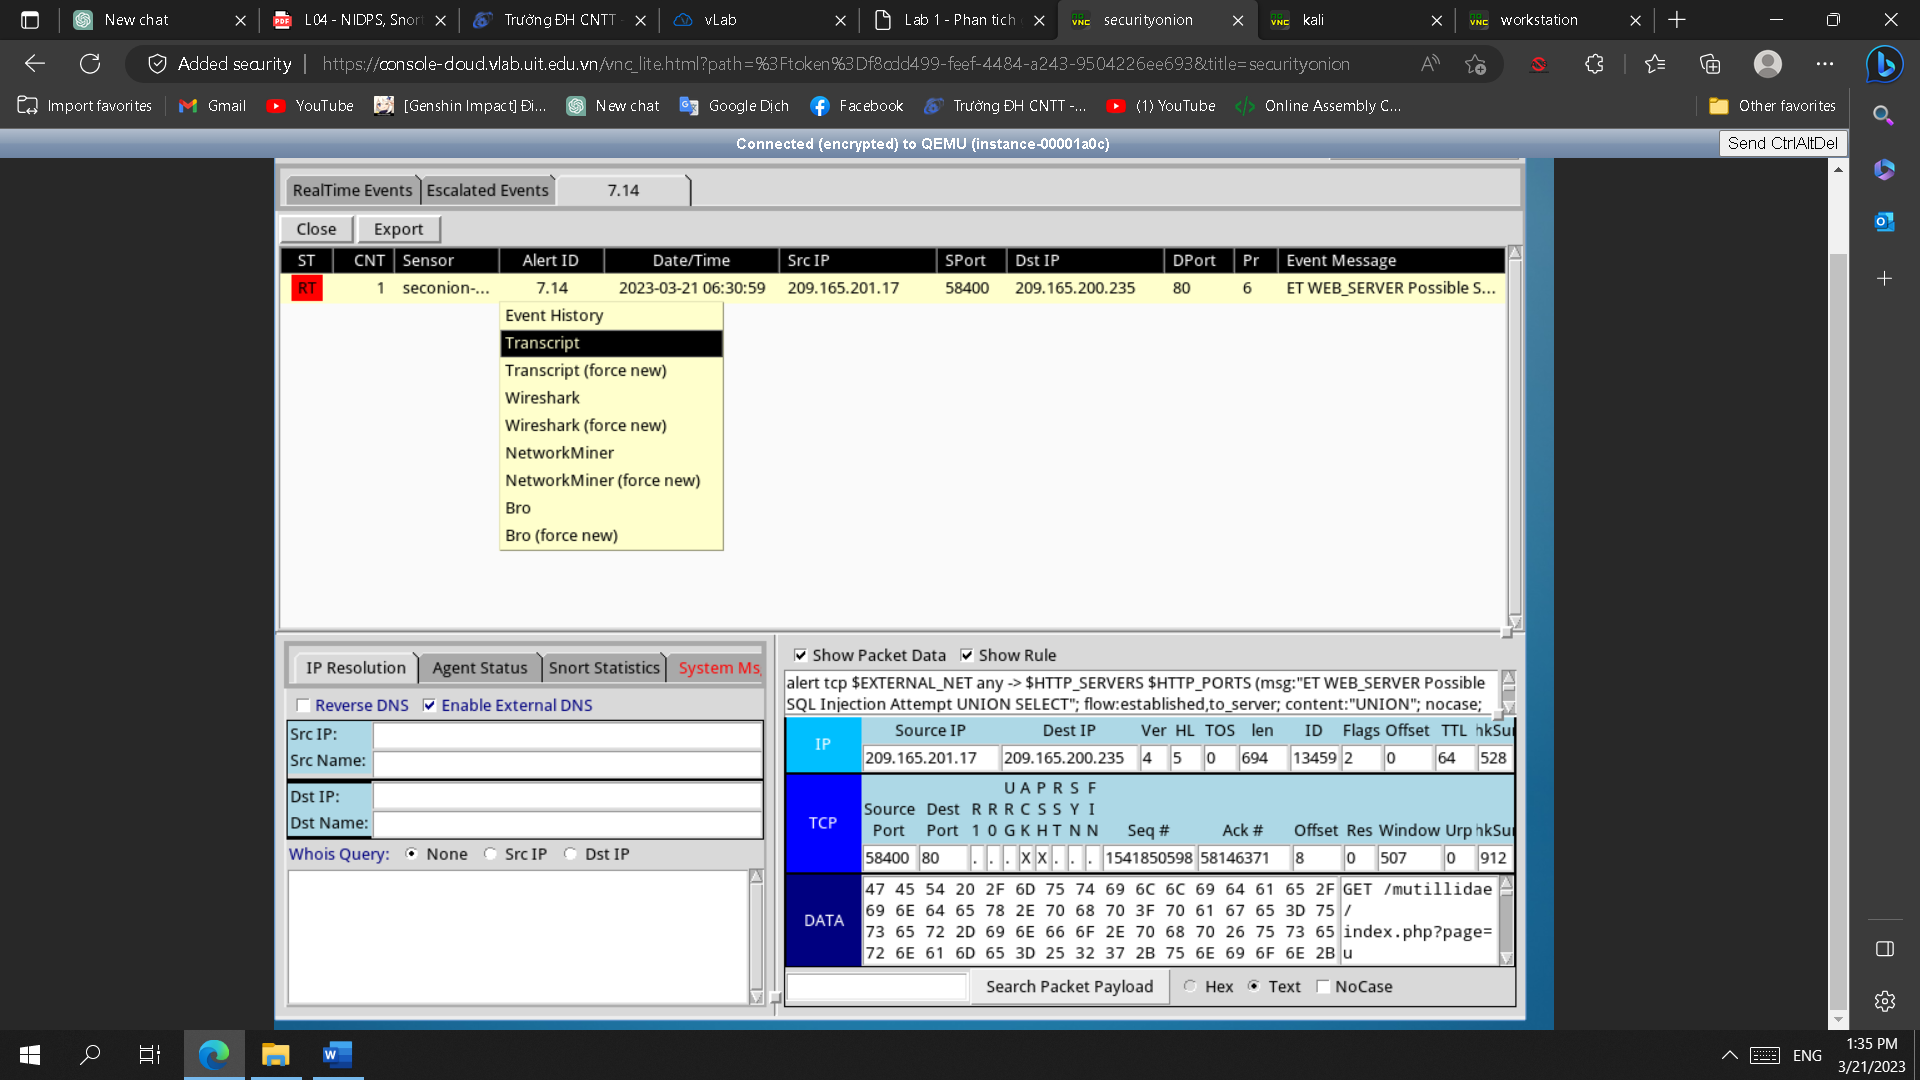 New chat
L04 - NIDPS, Snort
Trường ĐH CNTT -
vLab
Lab 1 - Phan tich
securityonion
kali
workstation
Added security
https://console-cloud.vlab.uit.edu.vn/vnc_lite.html?path=%3Ftoken%3Df8cdd499-feef-4484-a243-9504226ee693&title=securityonion
Import favorites
Gmail
YouTube
[Genshin Impact] Đi...
New chat
Google Dịch
Facebook
Trường ĐH CNTT -...
(1) YouTube
Online Assembly C...
Other favorites
Connected (encrypted) to QEMU (instance-00001a0c)
Send CtrlAltDel
RealTime Events Escalated Events 7.14
Close Export
ST CNT Sensor Alert ID Date/Time Src IP SPort Dst IP DPort Pr Event Message
RT 1 seconion-... 7.14 2023-03-21 06:30:59 209.165.201.17 58400 209.165.200.235 80 6 ET WEB_SERVER Possible S...
Event History
Transcript
Transcript (force new)
Wireshark
Wireshark (force new)
NetworkMiner
NetworkMiner (force new)
Bro
Bro (force new)
IP Resolution Agent Status Snort Statistics System Ms
Reverse DNS Enable External DNS
Src IP:
Src Name:
Dst IP:
Dst Name:
Whois Query: None Src IP Dst IP
Show Packet Data Show Rule
alert tcp $EXTERNAL_NET any -> $HTTP_SERVERS $HTTP_PORTS (msg:"ET WEB_SERVER Possible
SQL Injection Attempt UNION SELECT"; flow:established,to_server; content:"UNION"; nocase;
IP
Source IP Dest IP Ver HL TOS len ID Flags Offset TTL hkSu
209.165.201.17 209.165.200.235 4 5 0 694 13459 2 0 64 528
TCP
U A P R S F
Source Dest R R R C S S Y I
Port Port 1 0 G K H T N N Seq # Ack # Offset Res Window Urp hkSu
58400 80 . . . X X . . . 1541850598 58146371 8 0 507 0 912
DATA
47 45 54 20 2F 6D 75 74 69 6C 6C 69 64 61 65 2F
69 6E 64 65 78 2E 70 68 70 3F 70 61 67 65 3D 75
73 65 72 2D 69 6E 66 6F 2E 70 68 70 26 75 73 65
72 6E 61 6D 65 3D 25 32 37 2B 75 6E 69 6F 6E 2B
GET /mutillidae
/
index.php?page=
u
Search Packet Payload Hex Text NoCase
ENG
1:35 PM
3/21/2023